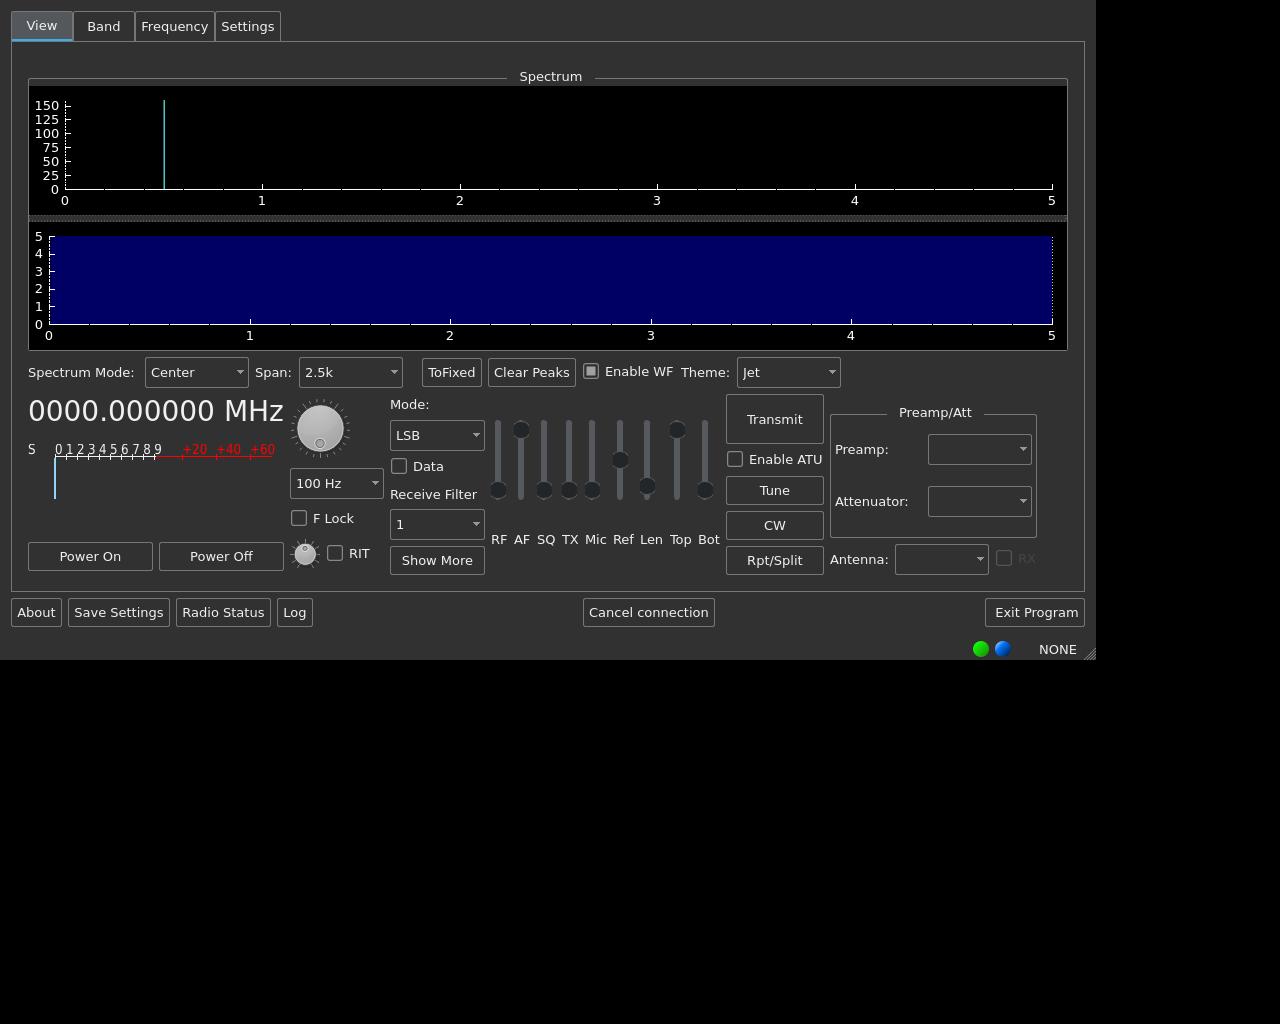 View Band Frequency Settings
Spectrum
150
125
100
75
50
25
0
0 1 2 3 4 5
5
4
3
2
1
0
0 1 2 3 4 5
Spectrum Mode: Center Span: 2.5k ToFixed Clear Peaks Enable WF Theme: Jet
0000.000000 MHz
S 0 1 2 3 4 5 6 7 8 9 +20 +40 +60
100 Hz
F Lock
Power On Power Off RIT
Mode:
LSB
Data
Receive Filter
1
Show More
RF AF SQ TX Mic Ref Len Top Bot
Transmit
Enable ATU
Tune
CW
Rpt/Split
Preamp/Att
Preamp:
Attenuator:
Antenna: RX
About Save Settings Radio Status Log Cancel connection Exit Program
NONE